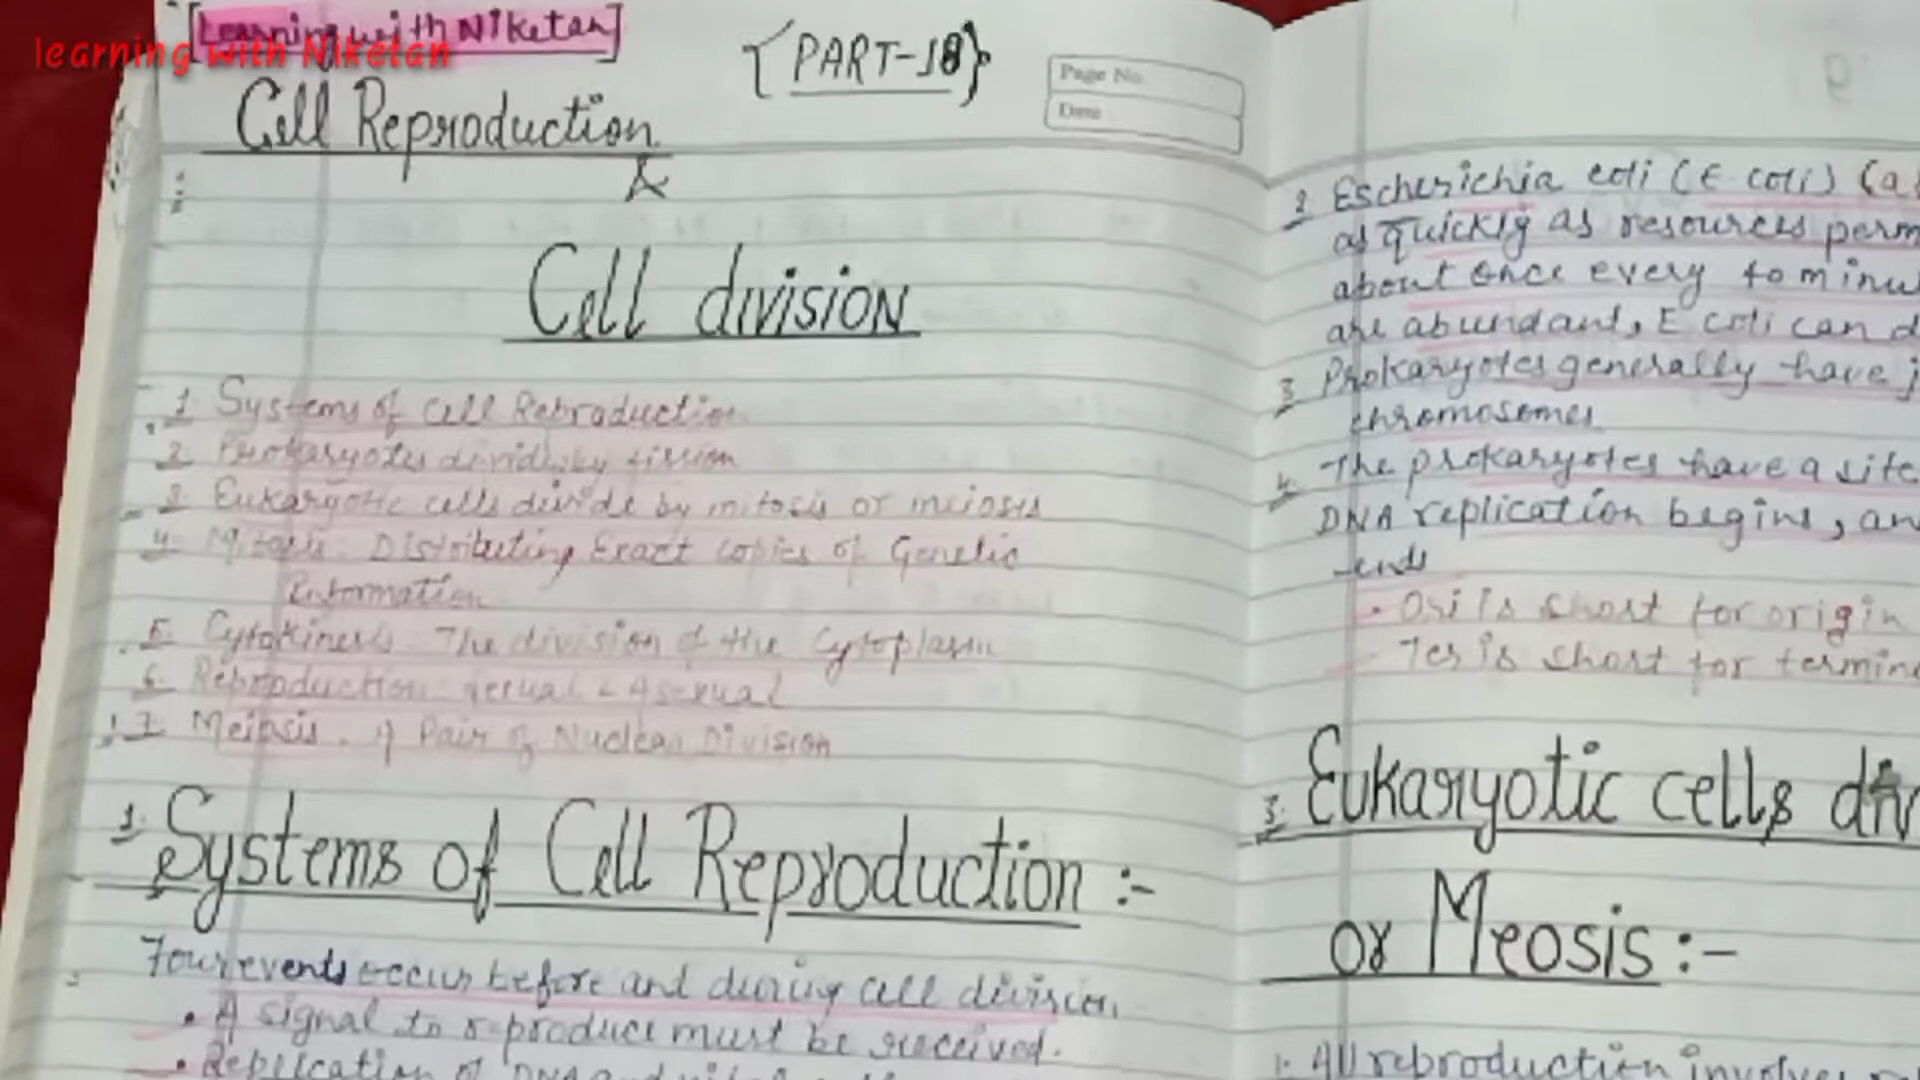 [Learning with Niketan]
learning with Niketan
{PART-18}
Page No
Date
Cell Reproduction
&
Cell division
1. Systems of Cell Reproduction
2. Prokaryotes divide by fission
3. Eukaryotic cells divide by mitosis or meiosis
4. Mitosis: Distributing Exact copies of Genetic
Information
5. Cytokinesis: The division of the Cytoplasm
6. Reproduction: sexual & Asexual
7. Meiosis: A Pair of Nuclear Division
1. Systems of Cell Reproduction :-
Four events occur before and during cell division.
• A signal to reproduce must be received.
• Replication of DNA and
2 Escherichia coli (E coli) (a
as quickly as resources perm
about once every 40 minu
are abundant, E coli can d
3 Prokaryotes generally have j
chromosomes
4. The prokaryotes have a site
DNA replication begins, an
ends
• Ori is short for origin
- Ter is short for termin
3. Eukaryotic cells div
or Meosis :-
1. All reproduction involves